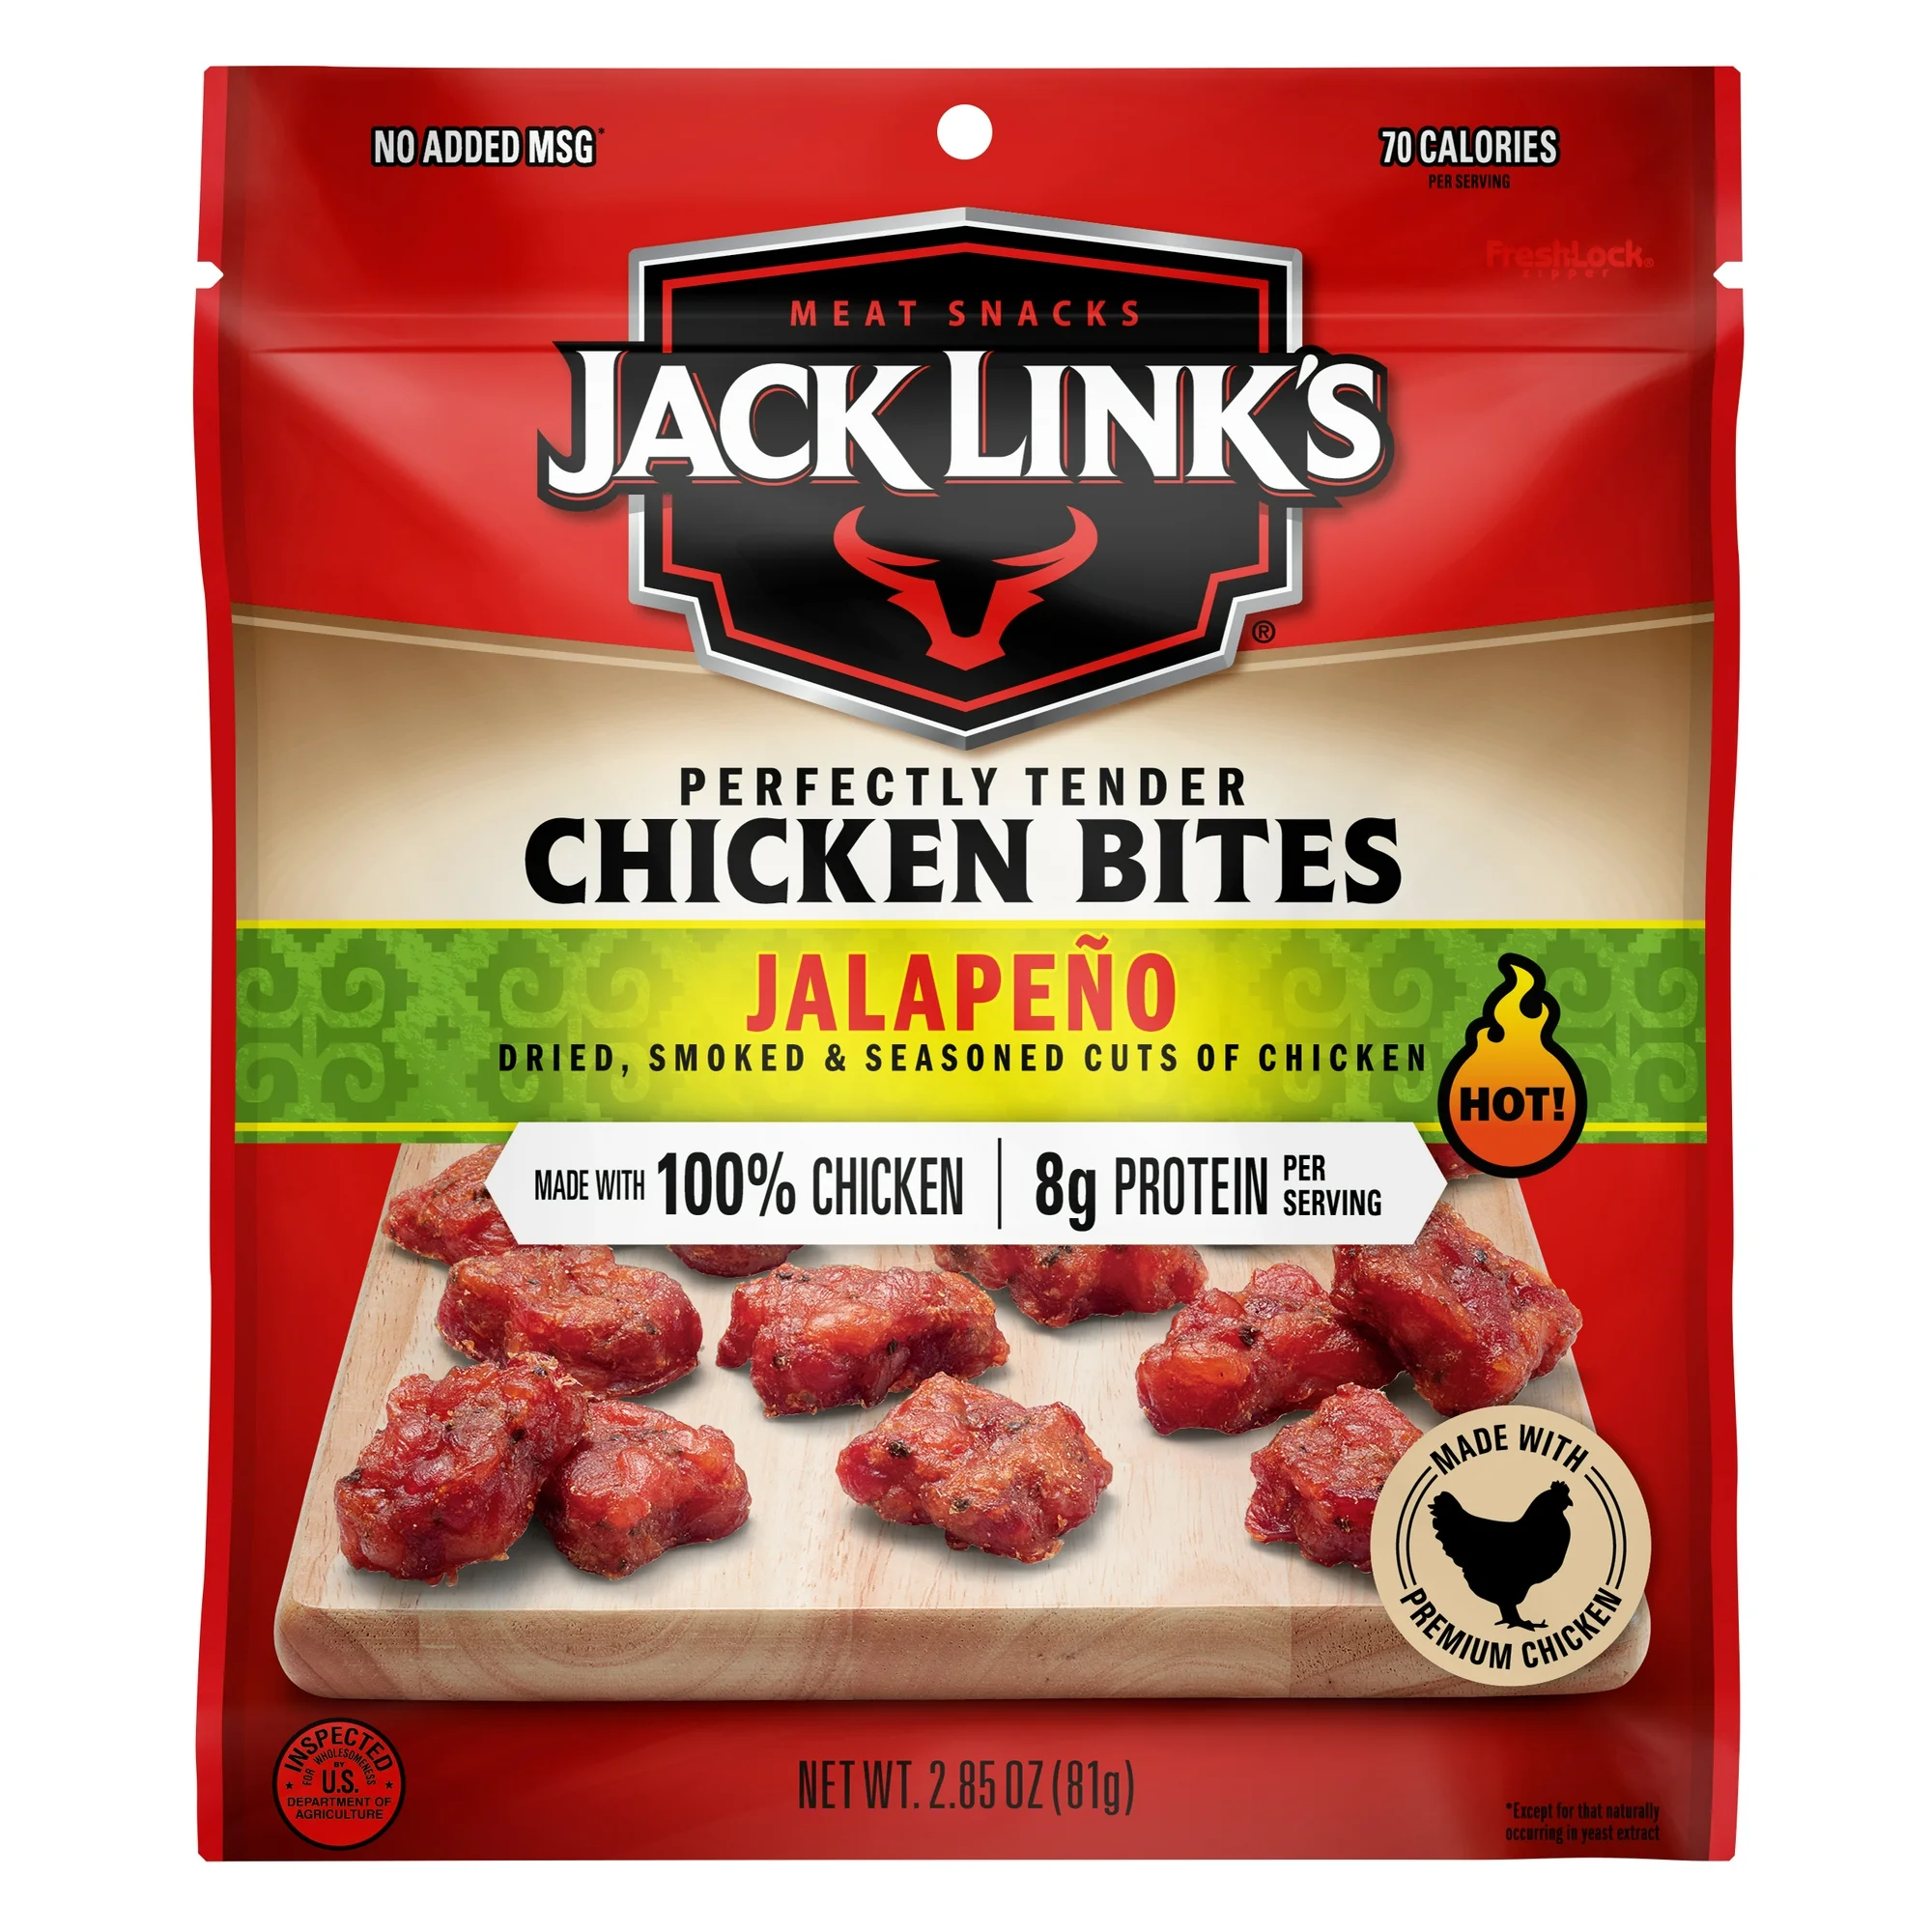 NO ADDED MSG*
70 CALORIES
PER SERVING
FreshLock®
zipper
MEAT SNACKS
JACK LINK'S
®
PERFECTLY TENDER
CHICKEN BITES
JALAPEÑO
DRIED, SMOKED & SEASONED CUTS OF CHICKEN
HOT!
MADE WITH 100% CHICKEN | 8g PROTEIN PER
SERVING
MADE WITH
PREMIUM CHICKEN
INSPECTED
FOR WHOLESOMENESS
BY
U.S.
DEPARTMENT OF
AGRICULTURE
NET WT. 2.85 OZ (81g)
*Except for that naturally
occurring in yeast extract